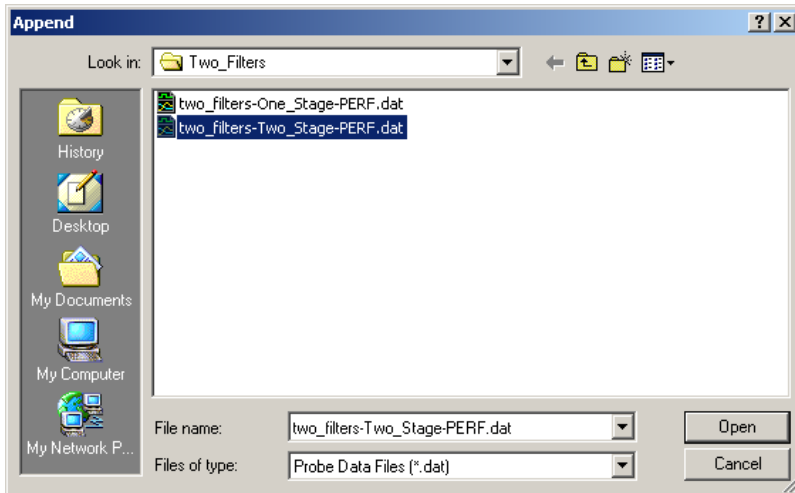 Append
Look in: Two_Filters
two_filters-One_Stage-PERF.dat
two_filters-Two_Stage-PERF.dat
History
Desktop
My Documents
My Computer
My Network P...
File name: two_filters-Two_Stage-PERF.dat Open
Files of type: Probe Data Files (*.dat) Cancel